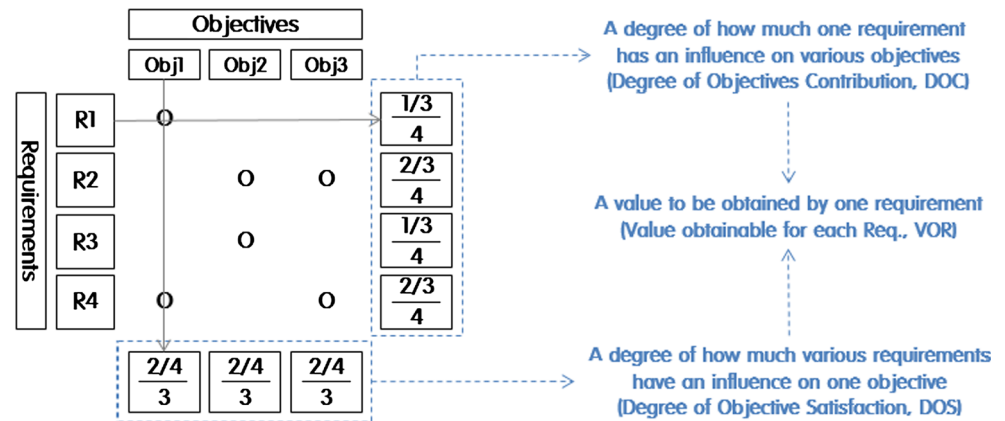 Objectives
Obj1 Obj2 Obj3
Requirements
R1 O 1/3
4
R2 O O 2/3
4
R3 O 1/3
4
R4 O O 2/3
4
2/4 2/4 2/4
3 3 3
A degree of how much one requirement
has an influence on various objectives
(Degree of Objectives Contribution, DOC)
A value to be obtained by one requirement
(Value obtainable for each Req., VOR)
A degree of how much various requirements
have an influence on one objective
(Degree of Objective Satisfaction, DOS)